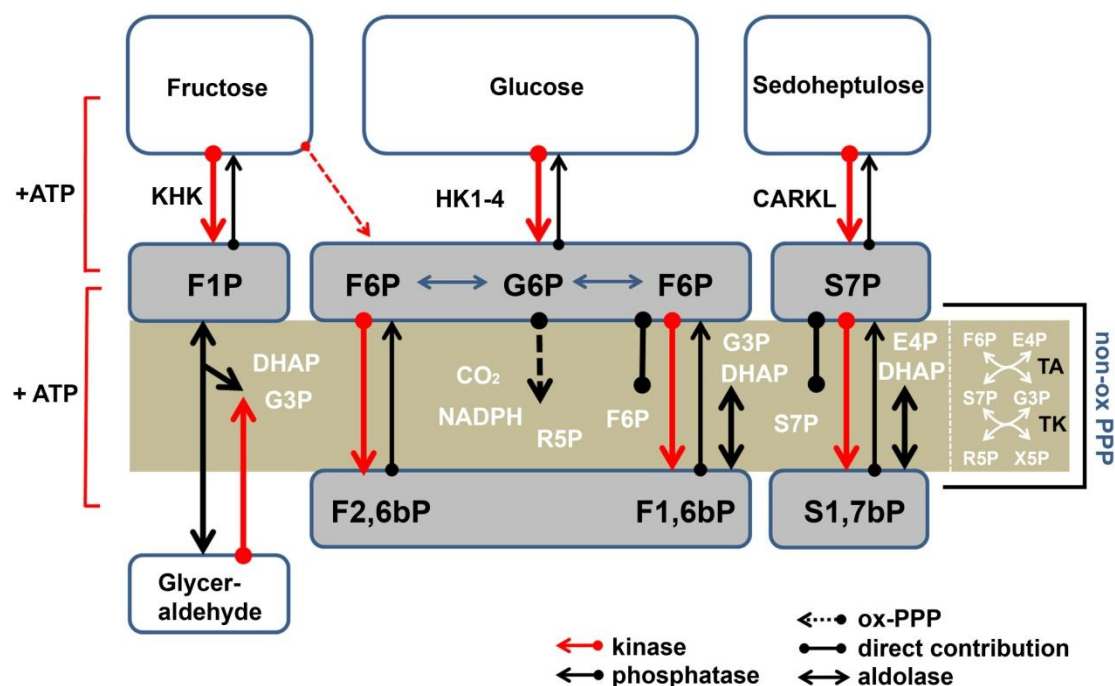 Fructose
Glucose
Sedoheptulose
+ATP
KHK
HK1-4
CARKL
F1P
F6P
G6P
F6P
S7P
+ ATP
DHAP
G3P
CO₂
NADPH
R5P
F6P
G3P
DHAP
S7P
E4P
DHAP
F6P E4P
TA
S7P G3P
TK
R5P X5P
non-ox PPP
F2,6bP
F1,6bP
S1,7bP
Glycer-
aldehyde
kinase
phosphatase
ox-PPP
direct contribution
aldolase